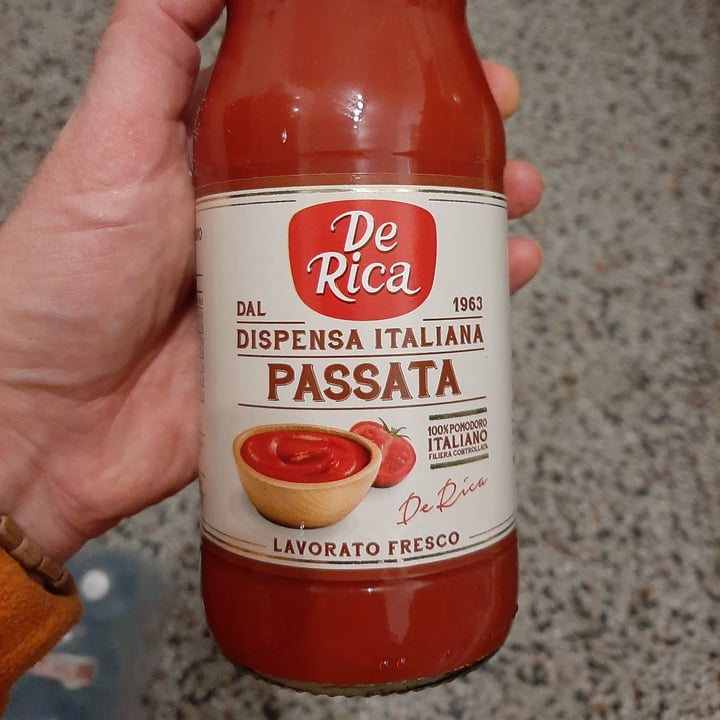 De
Rica
DAL 1963
DISPENSA ITALIANA
PASSATA
100% POMODORO
ITALIANO
FILIERA CONTROLLATA
De Rica
LAVORATO FRESCO